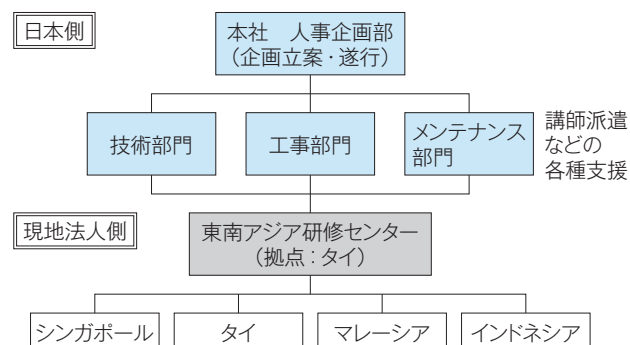 日本側
本社　人事企画部
（企画立案・遂行）
技術部門
工事部門
メンテナンス
部門
講師派遣
などの
各種支援
現地法人側
東南アジア研修センター
（拠点：タイ）
シンガポール
タイ
マレーシア
インドネシア